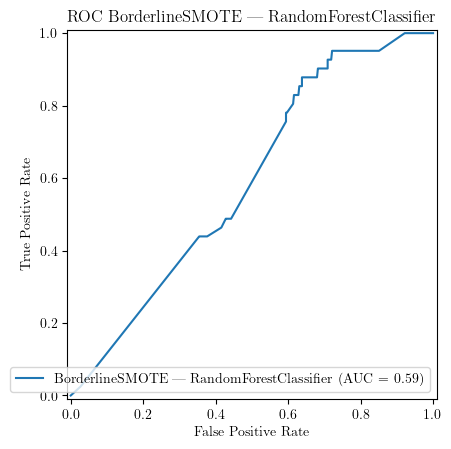 ROC BorderlineSMOTE — RandomForestClassifier
1.0
0.8
0.6
0.4
0.2
0.0
True Positive Rate
BorderlineSMOTE — RandomForestClassifier (AUC = 0.59)
0.0 0.2 0.4 0.6 0.8 1.0
False Positive Rate